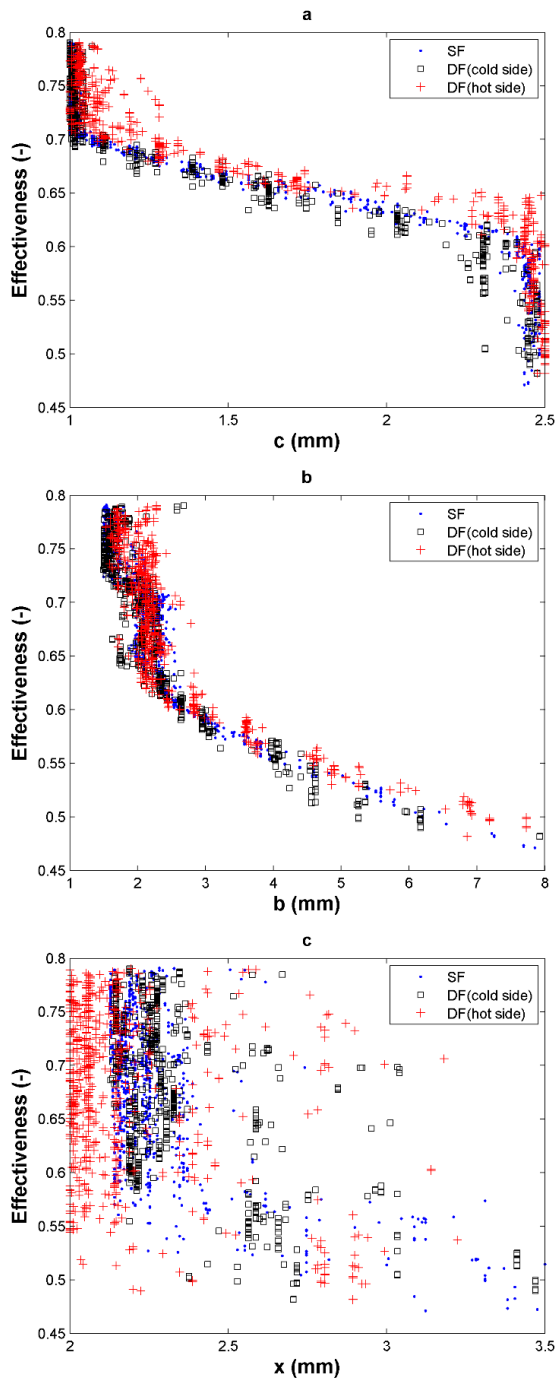 a
0.8
SF
DF(cold side)
DF(hot side)
0.75
0.7
0.65
0.6
0.55
0.5
0.45
Effectiveness (-)
1 1.5 2 2.5
c (mm)
b
0.8
SF
DF(cold side)
DF(hot side)
0.75
0.7
0.65
0.6
0.55
0.5
0.45
Effectiveness (-)
1 2 3 4 5 6 7 8
b (mm)
c
0.8
SF
DF(cold side)
DF(hot side)
0.75
0.7
0.65
0.6
0.55
0.5
0.45
Effectiveness (-)
2 2.5 3 3.5
x (mm)